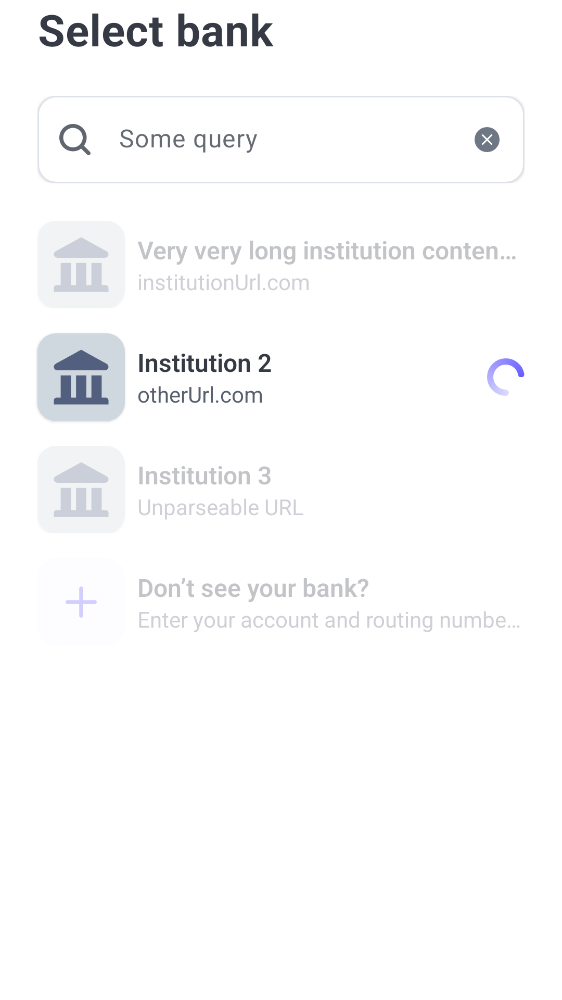 Select bank
Some query
Very very long institution conten…
institutionUrl.com
Institution 2
otherUrl.com
Institution 3
Unparseable URL
Don’t see your bank?
Enter your account and routing numbe…